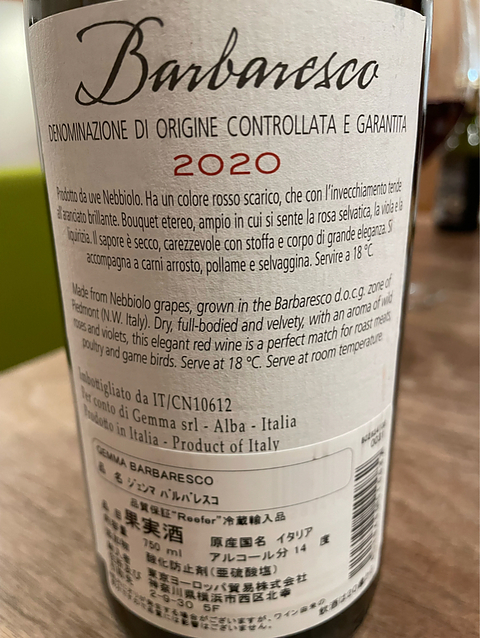 Barbaresco
DENOMINAZIONE DI ORIGINE CONTROLLATA E GARANTITA
2020
Prodotto da uve Nebbiolo. Ha un colore rosso scarico, che con l'invecchiamento tende
all'aranciato brillante. Bouquet etereo, ampio in cui si sente la rosa selvatica, la viola e la
liquirizia. Il sapore è secco, carezzevole con stoffa e corpo di grande eleganza. Si
accompagna a carni arrosto, pollame e selvaggina. Servire a 18 °C.
Made from Nebbiolo grapes, grown in the Barbaresco d.o.c.g. zone of
Piedmont (N.W. Italy). Dry, full-bodied and velvety, with an aroma of wild
roses and violets, this elegant red wine is a perfect match for roast meats,
poultry and game birds. Serve at 18 °C. Serve at room temperature.
Imbottigliato da IT/CN10612
Per conto di Gemma srl - Alba - Italia
Prodotto in Italia - Product of Italy
GEMMA BARBARESCO
品 名 ジェンマ バルバレスコ
品質保証"Reefer"冷蔵輸入品
果実酒
750 ml 原産国名 イタリア
アルコール分 14 度
酸化防止剤(亜硫酸塩)
東京ヨーロッパ貿易株式会社
神奈川県横浜市西区北幸
2-9-30 5F